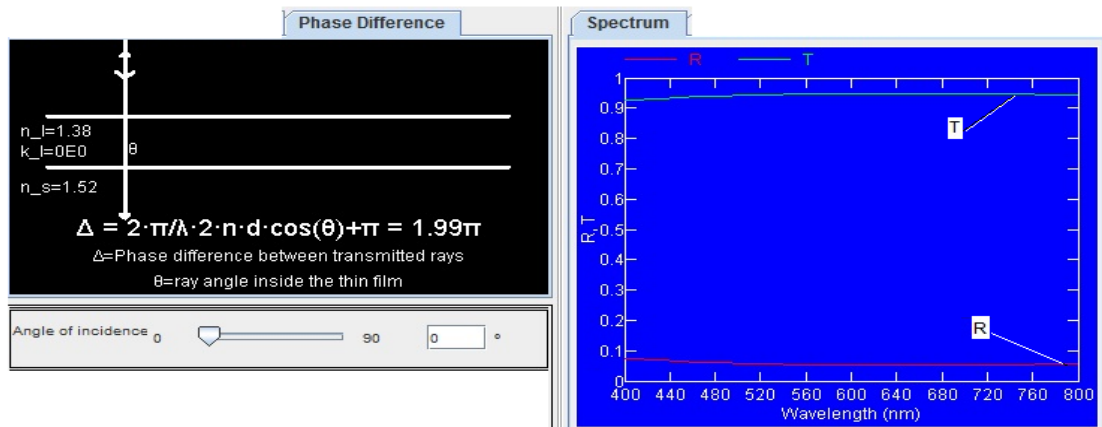 Phase Difference
n_l=1.38
k_l=0E0
θ
n_s=1.52
Δ = 2·π/λ·2·n·d·cos(θ)+π = 1.99π
Δ=Phase difference between transmitted rays
θ=ray angle inside the thin film
Angle of incidence 0 90 0 °
Spectrum
R T
1
0.9
0.8
0.7
0.6
0.5
0.4
0.3
0.2
0.1
0
R,T
T
R
400 440 480 520 560 600 640 680 720 760 800
Wavelength (nm)